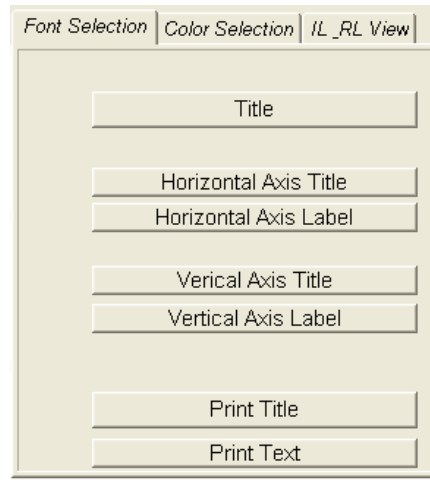 Font Selection Color Selection IL _RL View
Title
Horizontal Axis Title
Horizontal Axis Label
Verical Axis Title
Vertical Axis Label
Print Title
Print Text